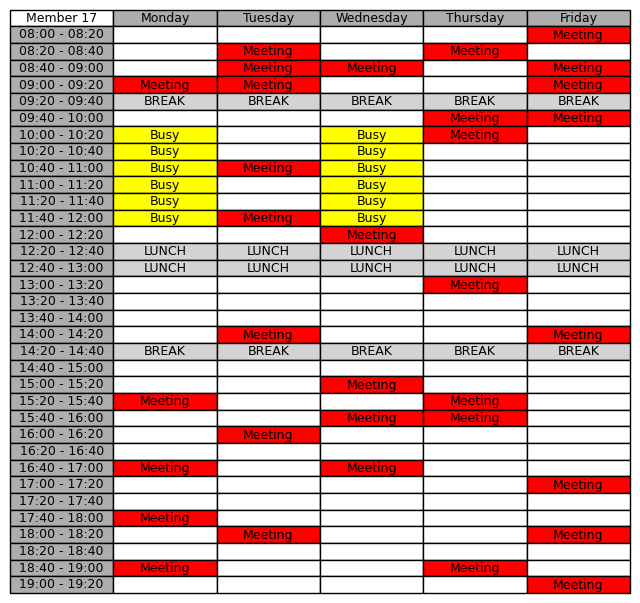 Member 17 Monday Tuesday Wednesday Thursday Friday
08:00 - 08:20 Meeting
08:20 - 08:40 Meeting Meeting
08:40 - 09:00 Meeting Meeting Meeting
09:00 - 09:20 Meeting Meeting Meeting
09:20 - 09:40 BREAK BREAK BREAK BREAK BREAK
09:40 - 10:00 Meeting Meeting
10:00 - 10:20 Busy Busy Meeting
10:20 - 10:40 Busy Busy
10:40 - 11:00 Busy Meeting Busy
11:00 - 11:20 Busy Busy
11:20 - 11:40 Busy Busy
11:40 - 12:00 Busy Meeting Busy
12:00 - 12:20 Meeting
12:20 - 12:40 LUNCH LUNCH LUNCH LUNCH LUNCH
12:40 - 13:00 LUNCH LUNCH LUNCH LUNCH LUNCH
13:00 - 13:20 Meeting
13:20 - 13:40
13:40 - 14:00
14:00 - 14:20 Meeting Meeting
14:20 - 14:40 BREAK BREAK BREAK BREAK BREAK
14:40 - 15:00
15:00 - 15:20 Meeting
15:20 - 15:40 Meeting Meeting
15:40 - 16:00 Meeting Meeting
16:00 - 16:20 Meeting
16:20 - 16:40
16:40 - 17:00 Meeting Meeting
17:00 - 17:20 Meeting
17:20 - 17:40
17:40 - 18:00 Meeting
18:00 - 18:20 Meeting Meeting
18:20 - 18:40
18:40 - 19:00 Meeting Meeting
19:00 - 19:20 Meeting